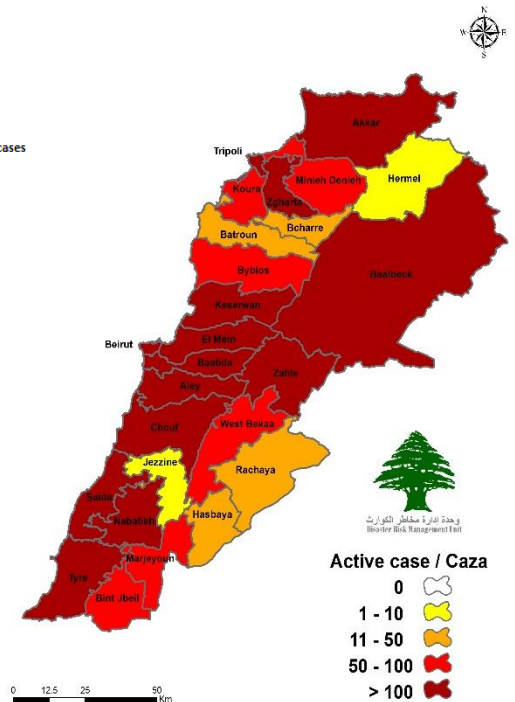 N
W E
S
cases
Akkar
Tripoli
Hermel
Minieh Denieh
Koura
Zgharta
Bcharre
Batroun
Byblos
Baalbeck
Keserwan
El Metn
Beirut
Baabda
Zahle
Aley
Chouf
West Bekaa
Jezzine
Rachaya
Saida
Hasbaya
Nabatieh
Marjeyoun
Tyre
Bint Jbeil
وحدة إدارة مخاطر الكوارث
Disaster Risk Management Unit
Active case / Caza
0
1 - 10
11 - 50
50 - 100
> 100
0 12.5 25 50
Km